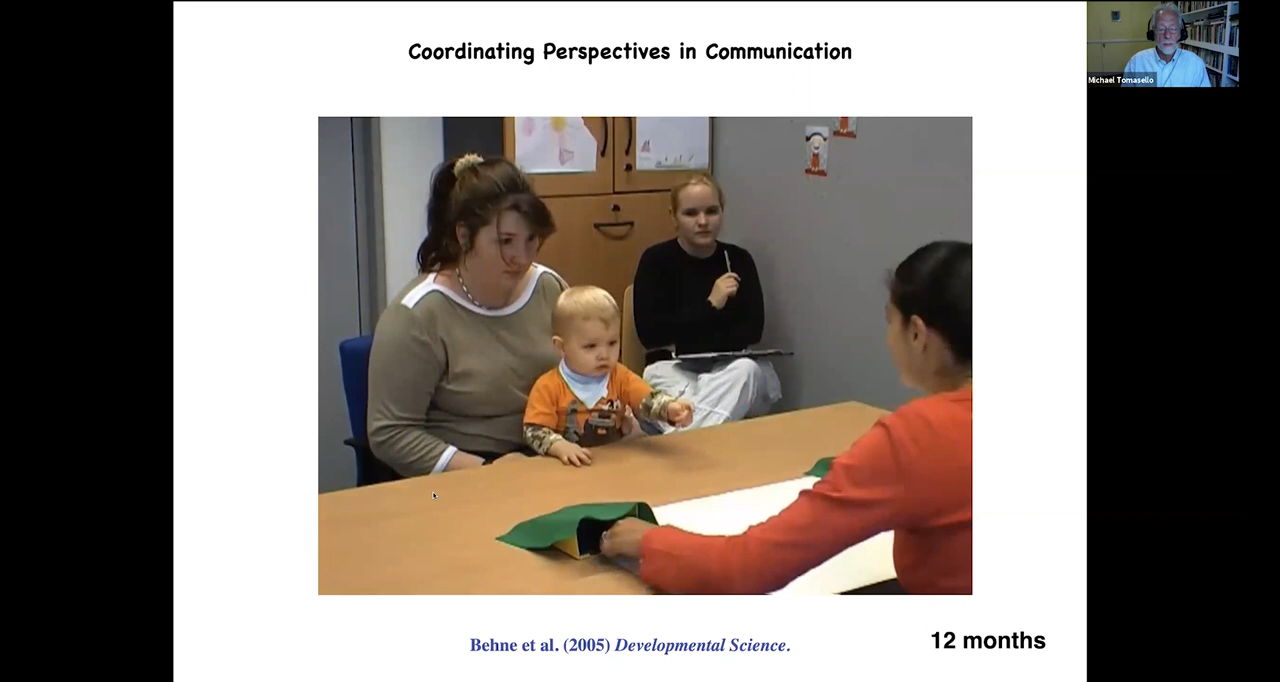 Coordinating Perspectives in Communication
Michael Tomasello
Behne et al. (2005) Developmental Science.
12 months